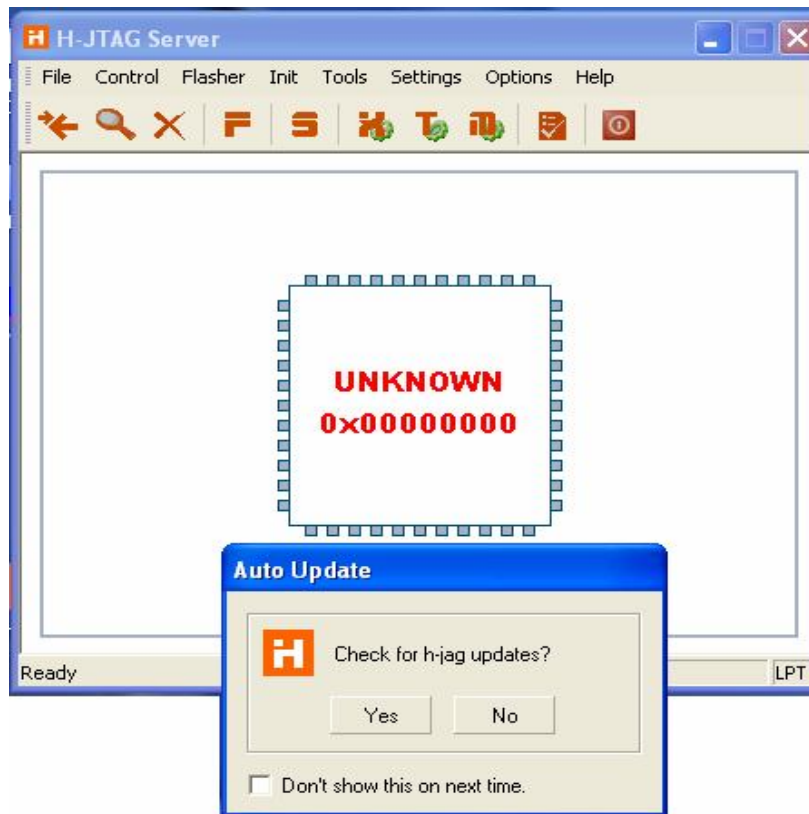 H-JTAG Server
File Control Flasher Init Tools Settings Options Help
UNKNOWN
0x00000000
Auto Update
Check for h-jag updates?
Yes No
Don't show this on next time.
Ready
LPT